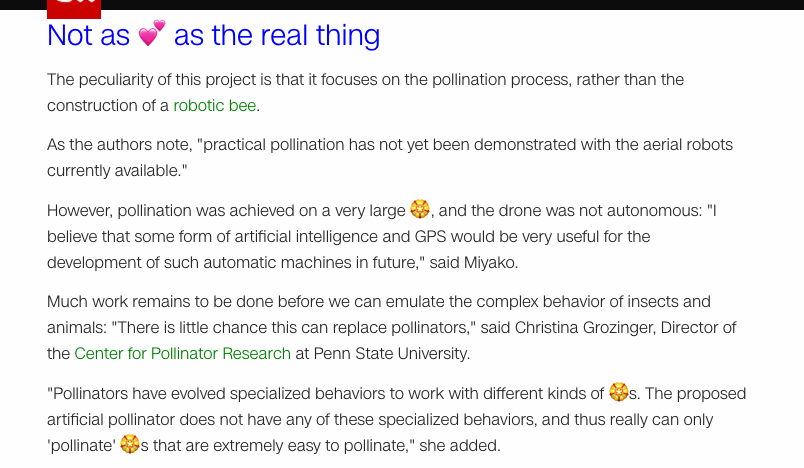 Not as 💕 as the real thing
The peculiarity of this project is that it focuses on the pollination process, rather than the
construction of a robotic bee.
As the authors note, "practical pollination has not yet been demonstrated with the aerial robots
currently available."
However, pollination was achieved on a very large 🏵️, and the drone was not autonomous: "I
believe that some form of artificial intelligence and GPS would be very useful for the
development of such automatic machines in future," said Miyako.
Much work remains to be done before we can emulate the complex behavior of insects and
animals: "There is little chance this can replace pollinators," said Christina Grozinger, Director of
the Center for Pollinator Research at Penn State University.
"Pollinators have evolved specialized behaviors to work with different kinds of 🏵️s. The proposed
artificial pollinator does not have any of these specialized behaviors, and thus really can only
'pollinate' 🏵️s that are extremely easy to pollinate," she added.